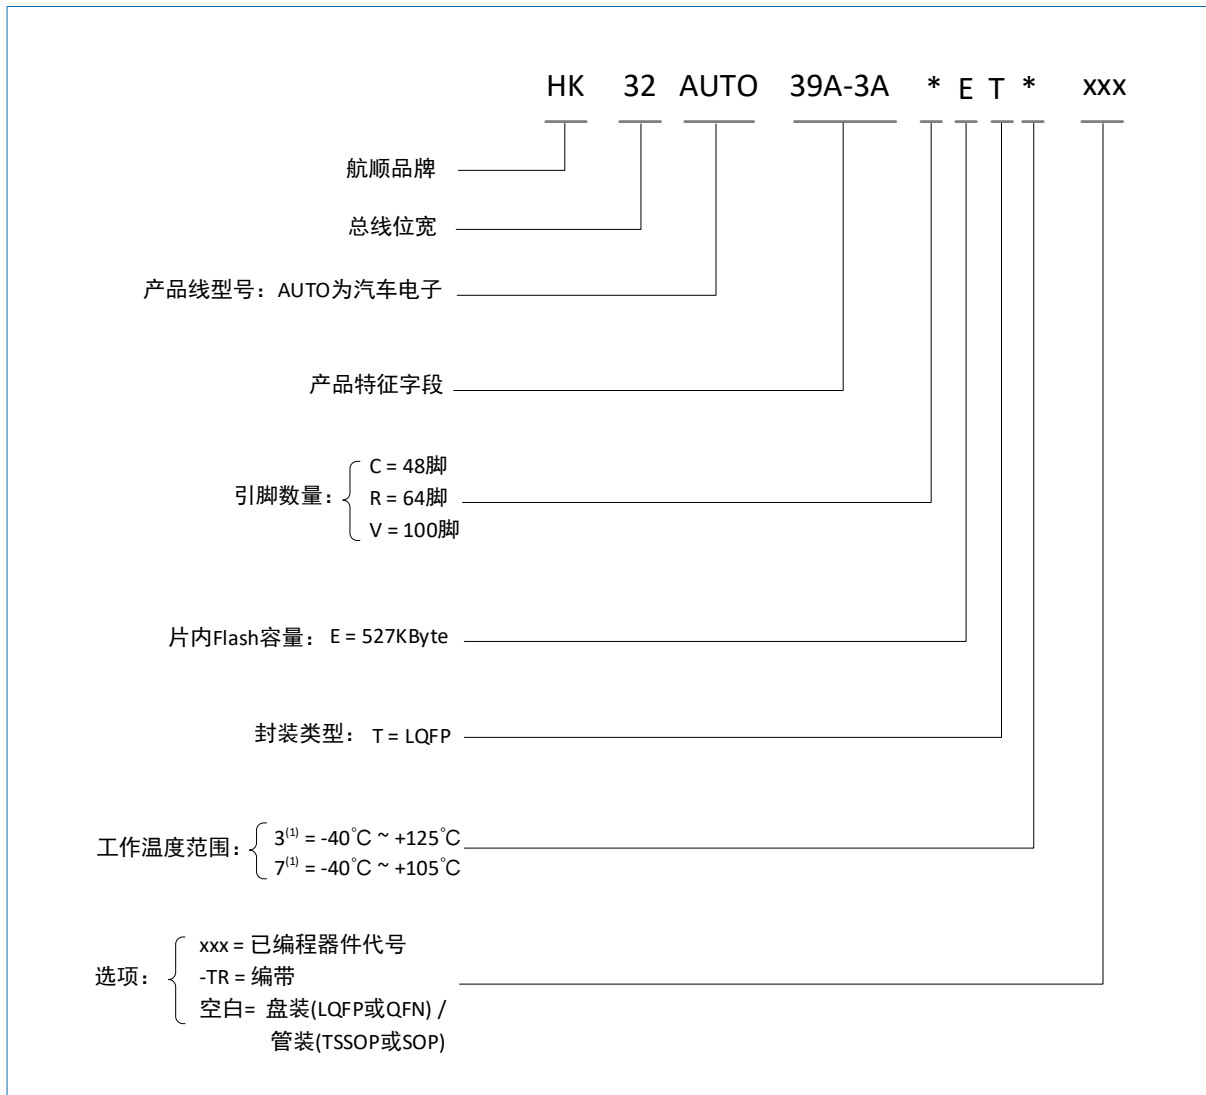 HK 32 AUTO 39A-3A * E T * xxx
航顺品牌
总线位宽
产品线型号：AUTO为汽车电子
产品特征字段
引脚数量：
C = 48脚
R = 64脚
V = 100脚
片内Flash容量： E = 527KByte
封装类型： T = LQFP
工作温度范围：
3(1) = -40℃ ~ +125℃
7(1) = -40℃ ~ +105℃
选项：
xxx = 已编程器件代号
-TR = 编带
空白= 盘装(LQFP或QFN) /
管装(TSSOP或SOP)